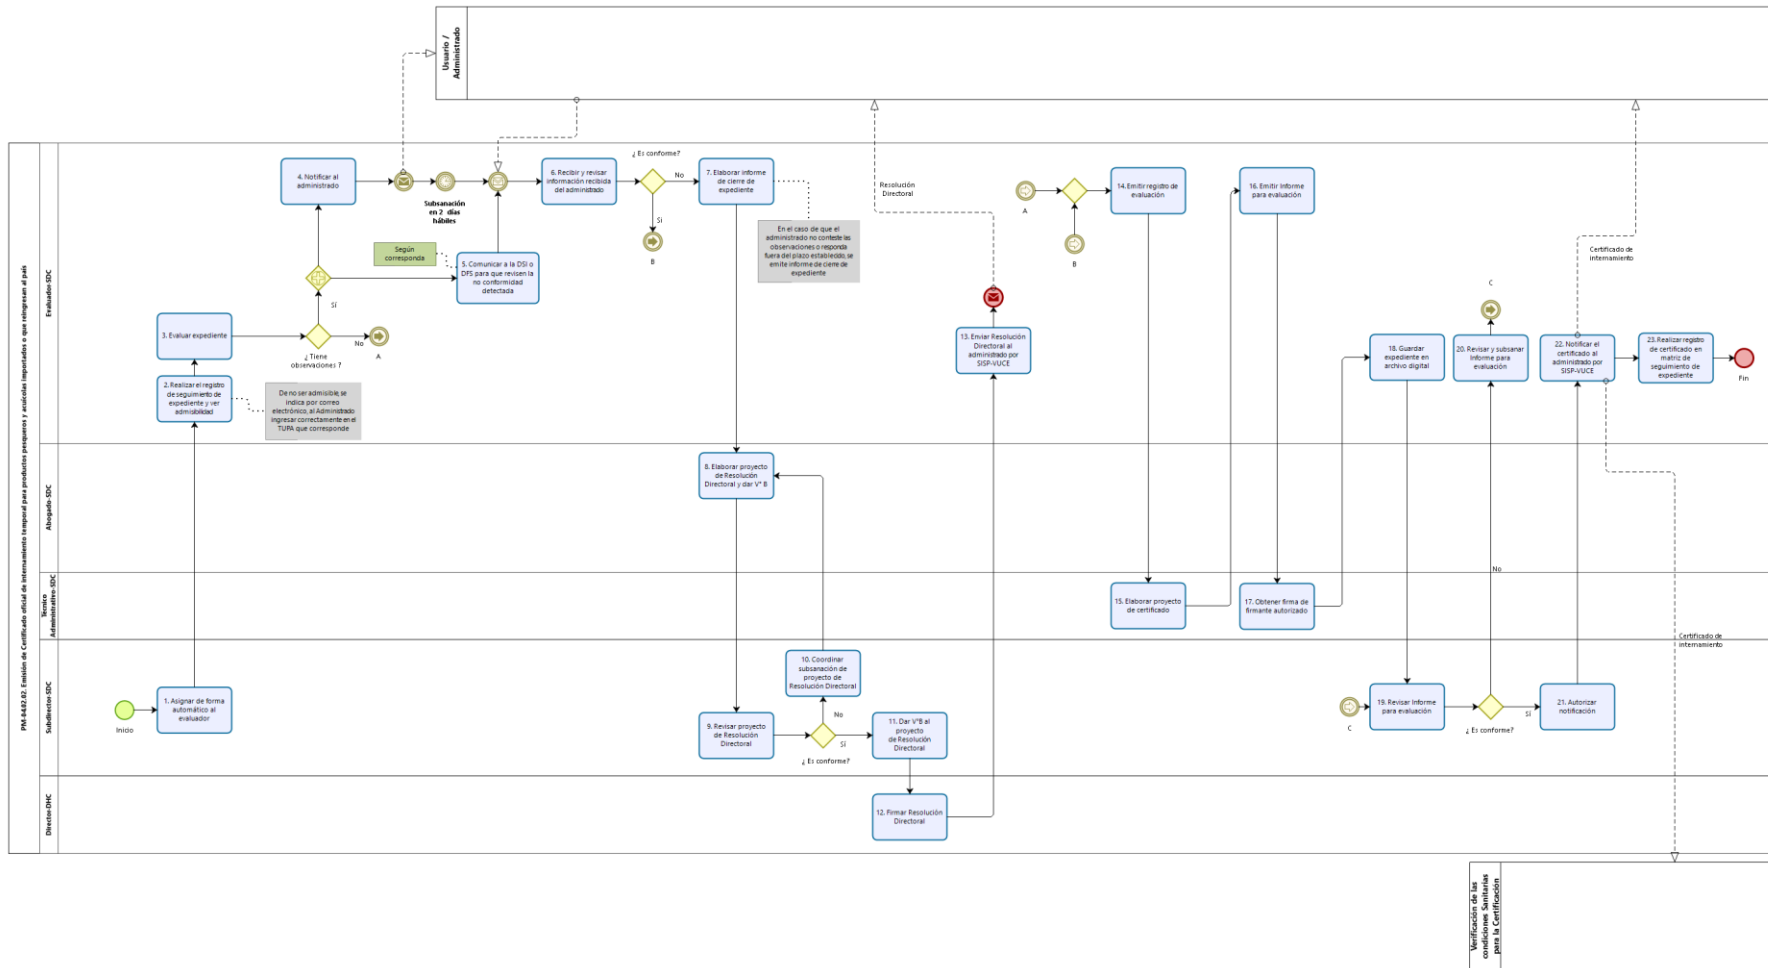 Usuario /
Administrado
PM-04.02.02. Emisión de Certificado oficial de internamiento temporal para productos pesqueros y acuícolas importados o que reingresan al país
Evaluador-SDC
4. Notificar al
administrado
Subsanación
en 2 días
hábiles
6. Recibir y revisar
información recibida
del administrado
¿ Es conforme?
No
Si
B
7. Elaborar informe
de cierre de
expediente
En el caso de que el
administrado no conteste las
observaciones o responda
fuera del plazo establecido, se
emite informe de cierre de
expediente
Según
corresponda
5. Comunicar a la DSI o
DFS para que revisen la
no conformidad
detectada
Sí
3. Evaluar expediente
No
A
¿ Tiene
observaciones ?
2. Realizar el registro
de seguimiento de
expediente y ver
admisibilidad
De no ser admisible, se
indica por correo
electrónico, al Administrado
ingresar correctamente en el
TUPA que corresponde
Resolución
Directoral
13. Enviar Resolución
Directoral al
administrado por
SISP-VUCE
A
B
14. Emitir registro de
evaluación
16. Emitir Informe
para evaluación
Certificado de
internamiento
C
18. Guardar
expediente en
archivo digital
20. Revisar y subsanar
Informe para
evaluación
22. Notificar el
certificado al
administrado por
SISP-VUCE
23. Realizar registro
de certificado en
matriz de
seguimiento de
expediente
Fin
Abogado-SDC
8. Elaborar proyecto
de Resolución
Directoral y dar V° B
Técnico
Administrativo-SDC
15. Elaborar proyecto
de certificado
17. Obtener firma de
firmante autorizado
No
Subdirector-SDC
Inicio
1. Asignar de forma
automático al
evaluador
10. Coordinar
subsanación de
proyecto de
Resolución Directoral
No
9. Revisar proyecto
de Resolución
Directoral
Sí
¿ Es conforme?
11. Dar V°B al
proyecto
de Resolución
Directoral
C
19. Revisar Informe
para evaluación
¿ Es conforme?
Sí
21. Autorizar
notificación
Certificado de
internamiento
Director-DHC
12. Firmar Resolución
Directoral
Verificación de las
condiciones Sanitarias
para la Certificación